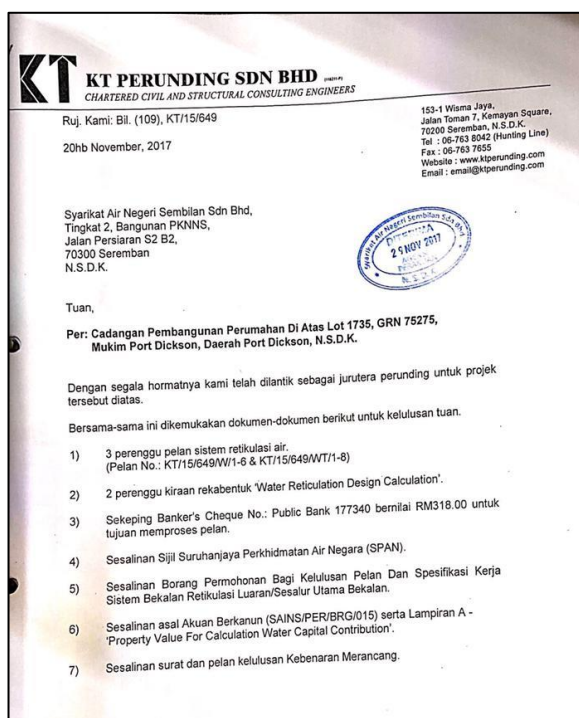 KT
KT PERUNDING SDN BHD
CHARTERED CIVIL AND STRUCTURAL CONSULTING ENGINEERS
Ruj. Kami: Bil. (109), KT/15/649
20hb November, 2017
153-1 Wisma Jaya,
Jalan Toman 7, Kemayan Square,
70200 Seremban, N.S.D.K.
Tel : 06-763 8042 (Hunting Line)
Fax : 06-763 7655
Website : www.ktperunding.com
Email : email@ktperunding.com
Syarikat Air Negeri Sembilan Sdn Bhd,
Tingkat 2, Bangunan PKNNS,
Jalan Persiaran S2 B2,
70300 Seremban
N.S.D.K.
Syarikat Air Negeri Sembilan Sdn Bhd
DITERIMA
29 NOV 2017
N. S. D. K.
Tuan,
Per: Cadangan Pembangunan Perumahan Di Atas Lot 1735, GRN 75275,
Mukim Port Dickson, Daerah Port Dickson, N.S.D.K.
Dengan segala hormatnya kami telah dilantik sebagai jurutera perunding untuk projek
tersebut diatas.
Bersama-sama ini dikemukakan dokumen-dokumen berikut untuk kelulusan tuan.
1) 3 perenggu pelan sistem retikulasi air.
(Pelan No.: KT/15/649/W/1-6 & KT/15/649/WT/1-8)
2) 2 perenggu kiraan rekabentuk 'Water Reticulation Design Calculation'.
3) Sekeping Banker's Cheque No.: Public Bank 177340 bernilai RM318.00 untuk
tujuan memproses pelan.
4) Sesalinan Sijil Suruhanjaya Perkhidmatan Air Negara (SPAN).
5) Sesalinan Borang Permohonan Bagi Kelulusan Pelan Dan Spesifikasi Kerja
Sistem Bekalan Retikulasi Luaran/Sesalur Utama Bekalan.
6) Sesalinan asal Akuan Berkanun (SAINS/PER/BRG/015) serta Lampiran A -
'Property Value For Calculation Water Capital Contribution'.
7) Sesalinan surat dan pelan kelulusan Kebenaran Merancang.